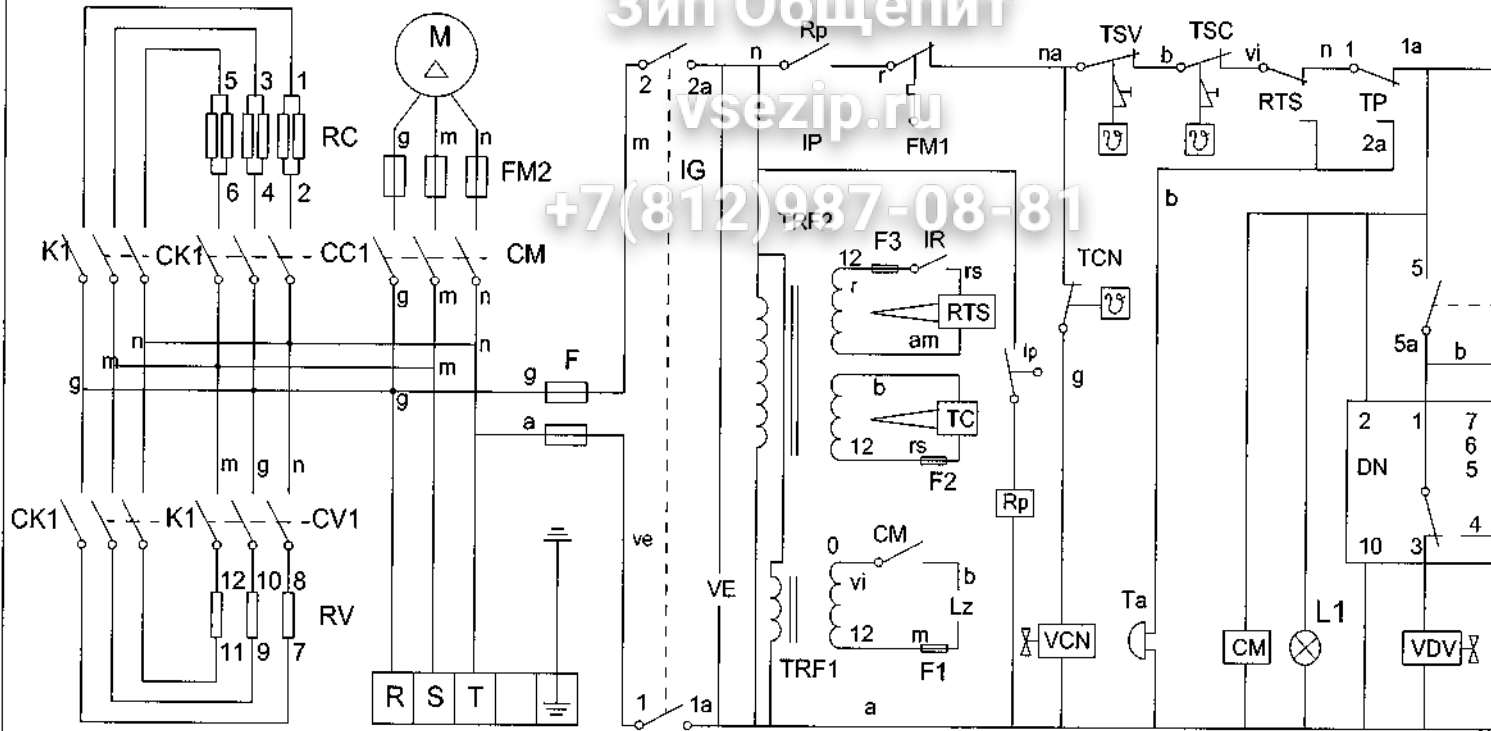 Зип Общепит
vsezip.ru
+7(812)987-08-81
M
5 3 1
RC
6 4 2
g m n
FM2
K1 CK1 CC1 CM
g m n
n n
m m
g g
g F
a
m g n
CK1 K1 CV1
12 10 8
RV
11 9 7
R S T
2 2a
m
IG
ve
VE
1 1a
a
n Rp r
IP FM1
TRF2
12 F3 IR rs
r RTS
am
b TC
12 rs F2
0 CM
vi b
Lz
12 m F1
TRF1
Ip
Rp
na TSV b TSC vi n 1 1a
RTS TP
2a
b
TCN
g
VCN
Ta
CM
L1
5
5a b
2 1 7
6
5
DN
4
10 3
VDV